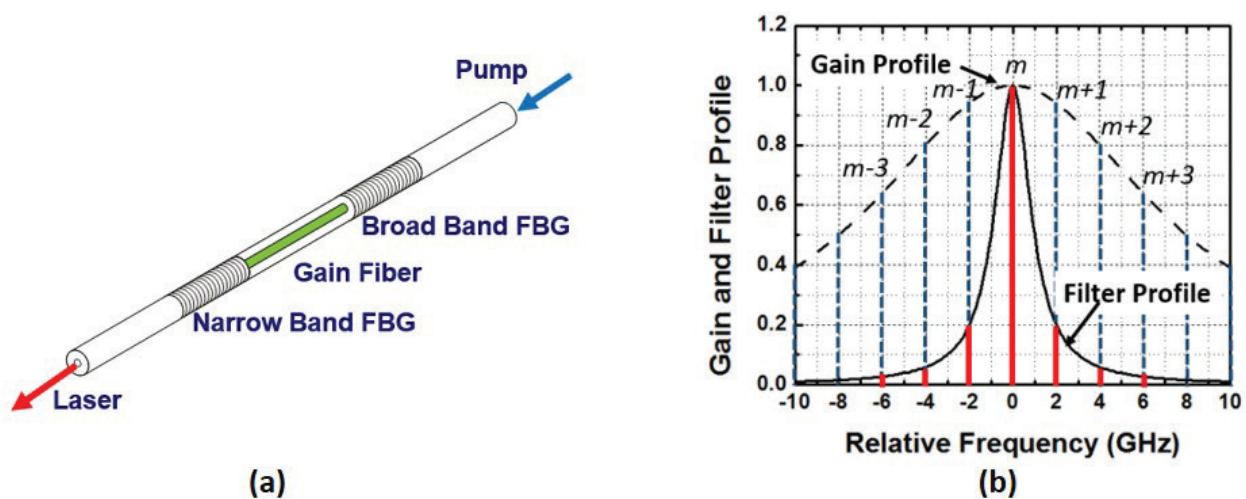 Pump
Broad Band FBG
Gain Fiber
Narrow Band FBG
Laser
(a)
Gain and Filter Profile
1.2
1.0
0.8
0.6
0.4
0.2
0.0
Gain Profile
m
m-1
m+1
m-2
m+2
m-3
m+3
Filter Profile
-10 -8 -6 -4 -2 0 2 4 6 8 10
Relative Frequency (GHz)
(b)